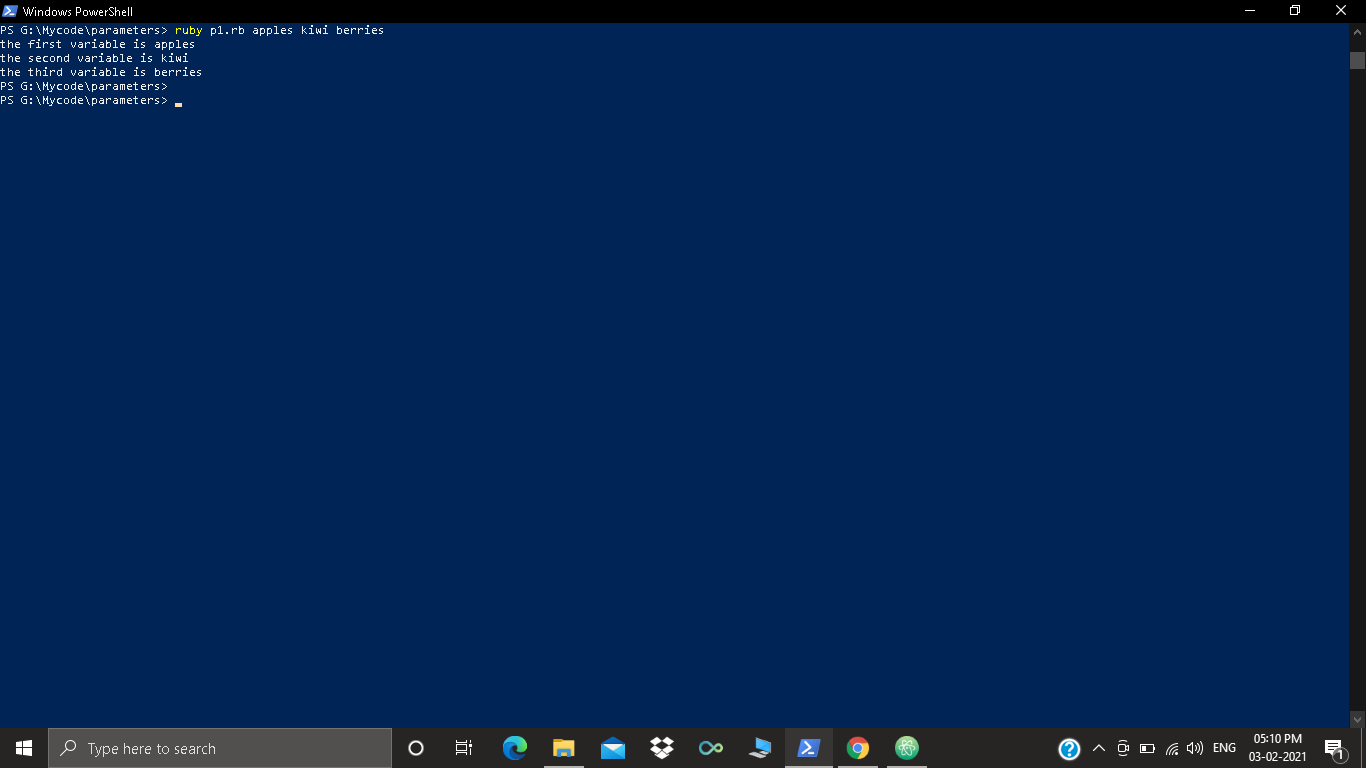 Windows PowerShell
PS G:\Mycode\parameters> ruby p1.rb apples kiwi berries
the first variable is apples
the second variable is kiwi
the third variable is berries
PS G:\Mycode\parameters>
PS G:\Mycode\parameters>
Type here to search
ENG
05:10 PM
03-02-2021
1